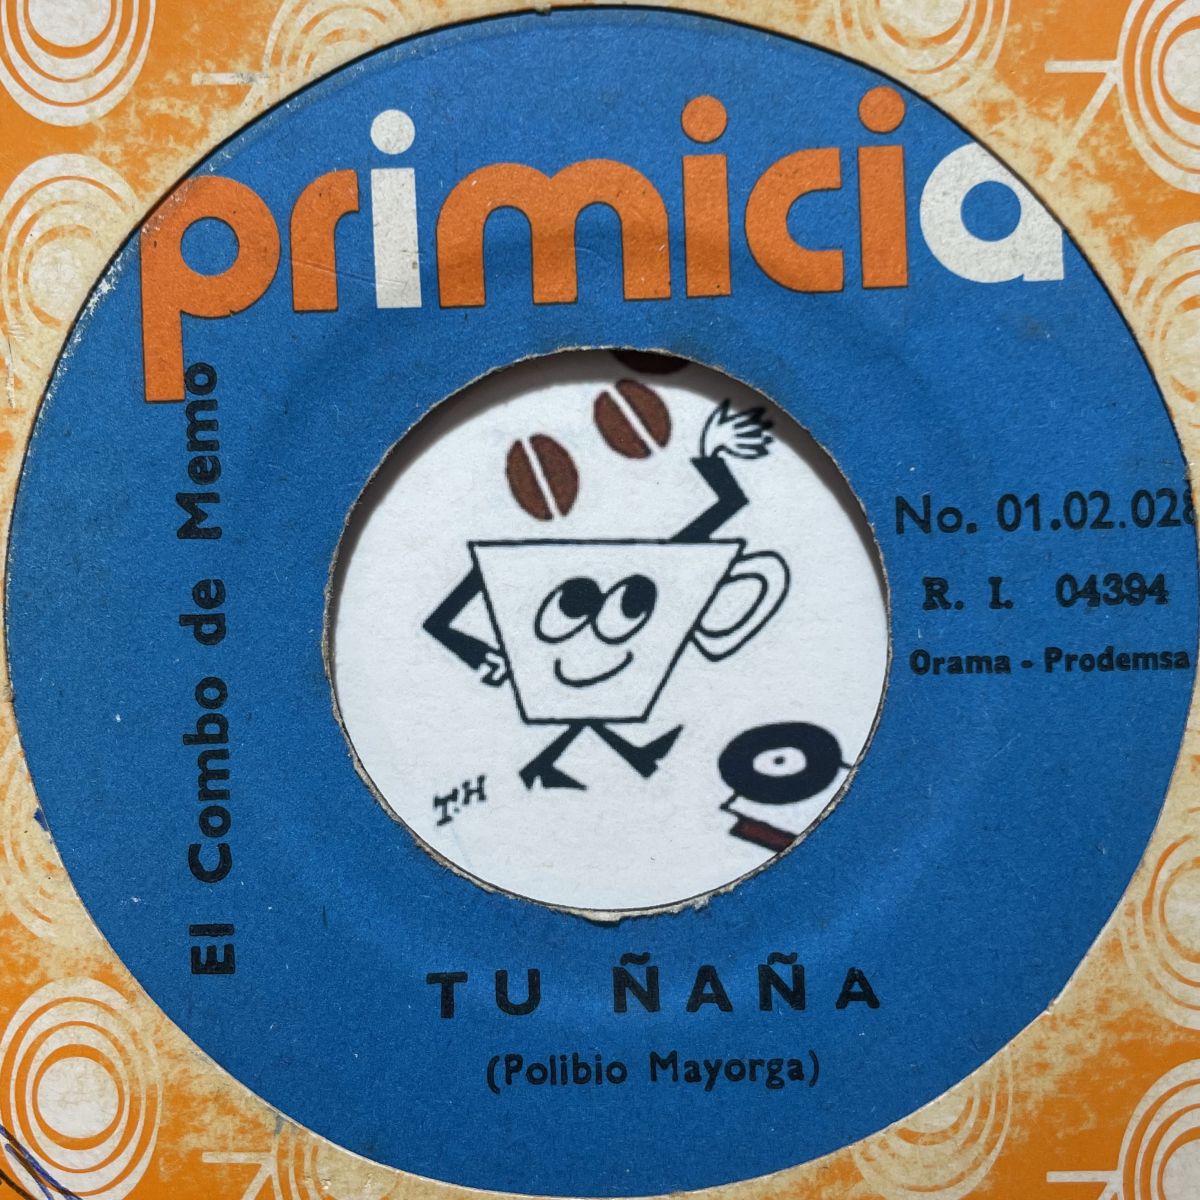 primicia
El Combo de Memo
No. 01.02.028
R. I. 04394
Orama - Prodemsa
T.H
TU ÑAÑA
(Polibio Mayorga)